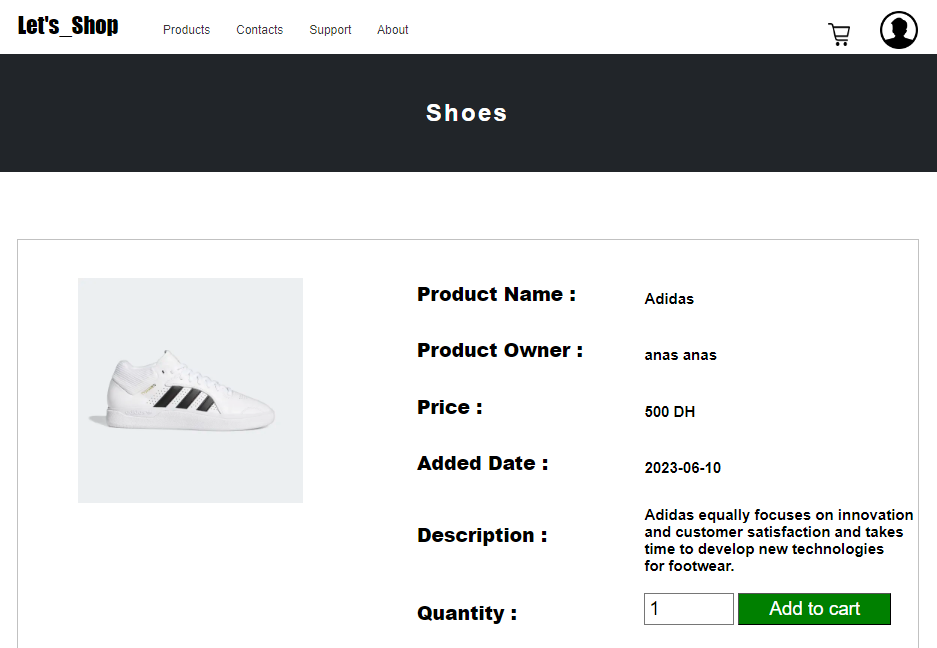 Let's_Shop
Products Contacts Support About
Shoes
Product Name : Adidas
Product Owner : anas anas
Price : 500 DH
Added Date : 2023-06-10
Description :
Adidas equally focuses on innovation
and customer satisfaction and takes
time to develop new technologies
for footwear.
Quantity : 1 Add to cart